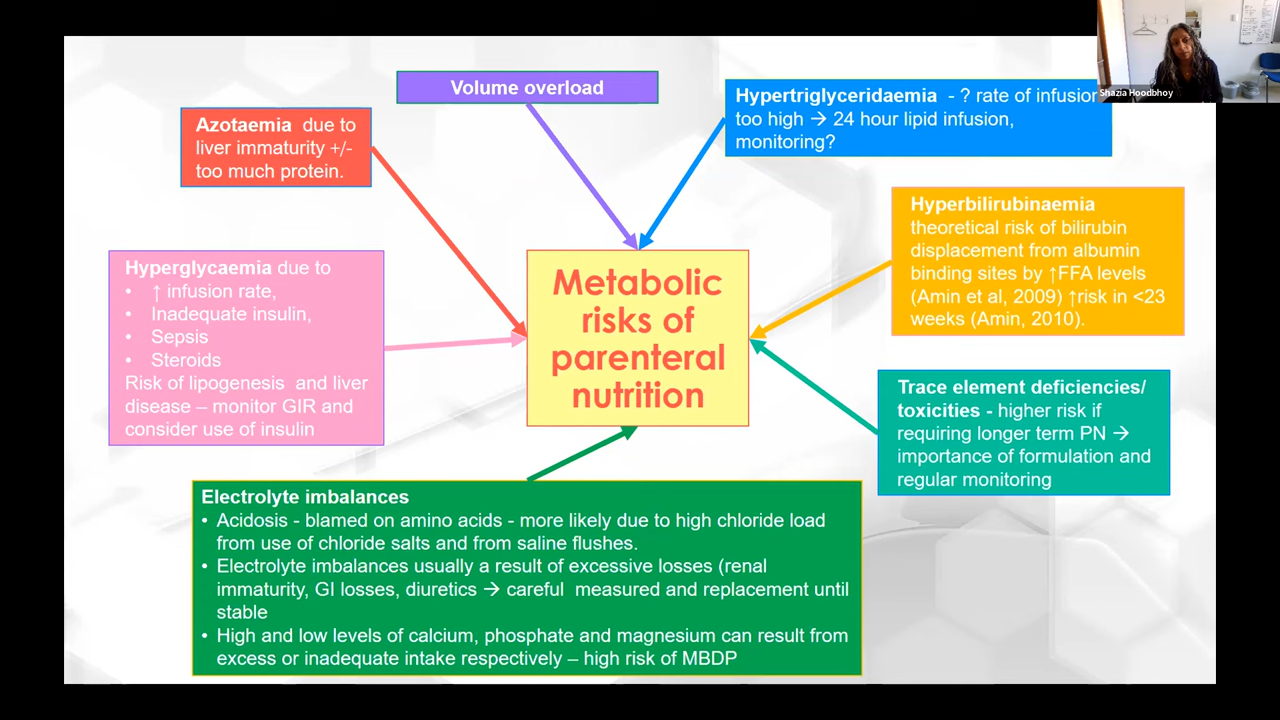 Volume overload
Azotaemia due to
liver immaturity +/-
too much protein.
Hypertriglyceridaemia - ? rate of infusion
too high → 24 hour lipid infusion,
monitoring?
Shazia Hoodbhoy
Hyperbilirubinaemia
theoretical risk of bilirubin
displacement from albumin
binding sites by ↑FFA levels
(Amin et al, 2009) ↑risk in <23
weeks (Amin, 2010).
Hyperglycaemia due to
• ↑ infusion rate,
• Inadequate insulin,
• Sepsis
• Steroids
Risk of lipogenesis and liver
disease – monitor GIR and
consider use of insulin
Metabolic
risks of
parenteral
nutrition
Trace element deficiencies/
toxicities - higher risk if
requiring longer term PN →
importance of formulation and
regular monitoring
Electrolyte imbalances
• Acidosis - blamed on amino acids - more likely due to high chloride load
from use of chloride salts and from saline flushes.
• Electrolyte imbalances usually a result of excessive losses (renal
immaturity, GI losses, diuretics → careful measured and replacement until
stable
• High and low levels of calcium, phosphate and magnesium can result from
excess or inadequate intake respectively – high risk of MBDP